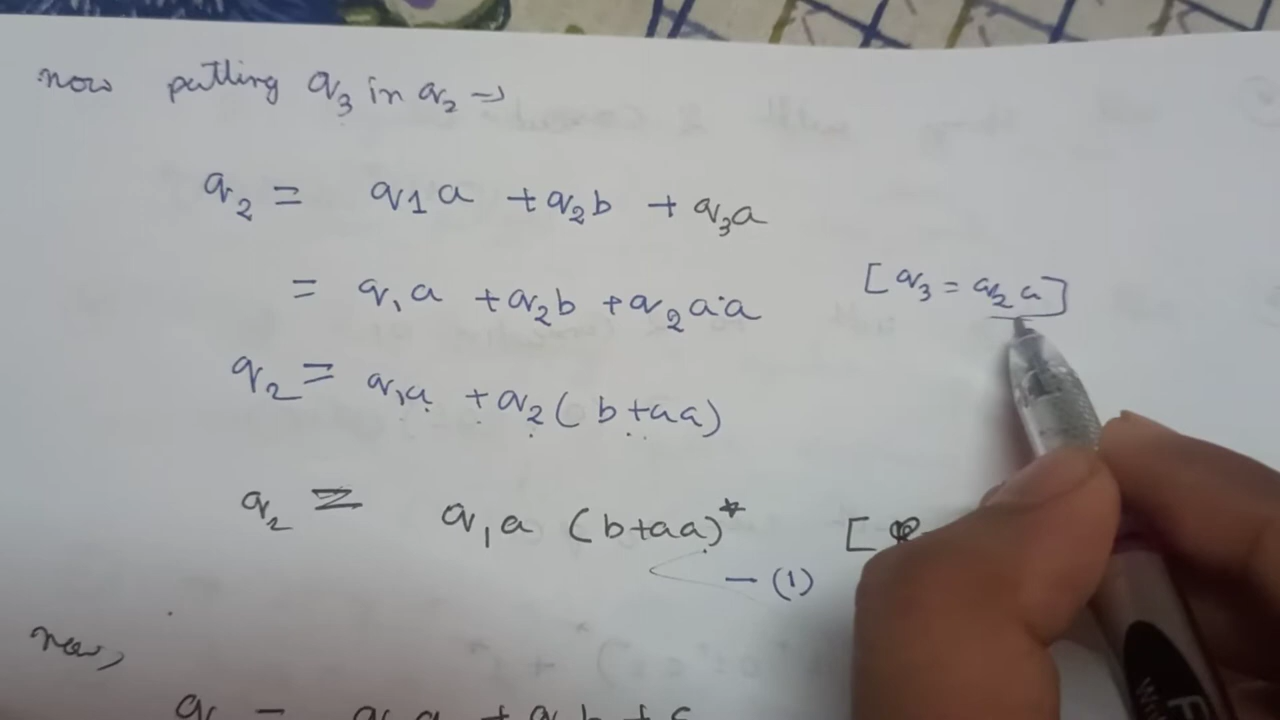 now putting q₃ in q₂ →
q₂ = q1a + q₂b + q₃a
= q₁a + q₂b + q₂a·a [q₃ = q₂a]
q₂ = q₁a + q₂(b+aa)
q₂ = q₁a (b+aa)* [
— (1)
now,